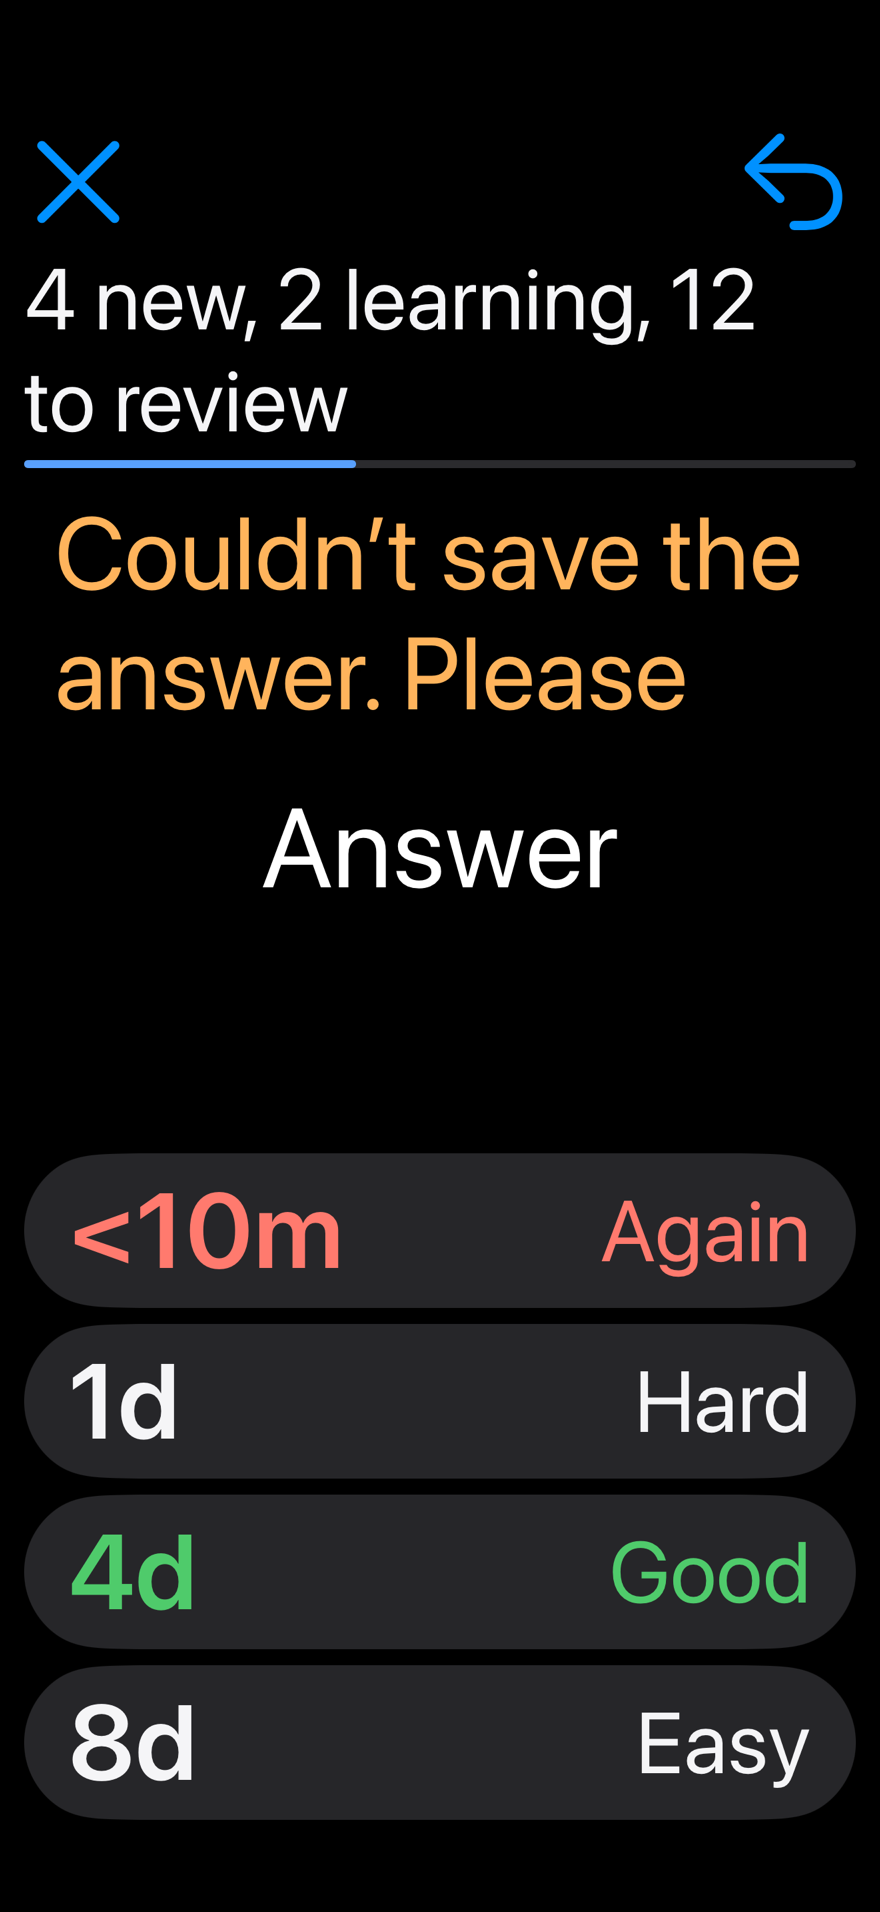 4 new, 2 learning, 12
to review
Couldn’t save the
answer. Please
Answer
<10m Again
1d Hard
4d Good
8d Easy